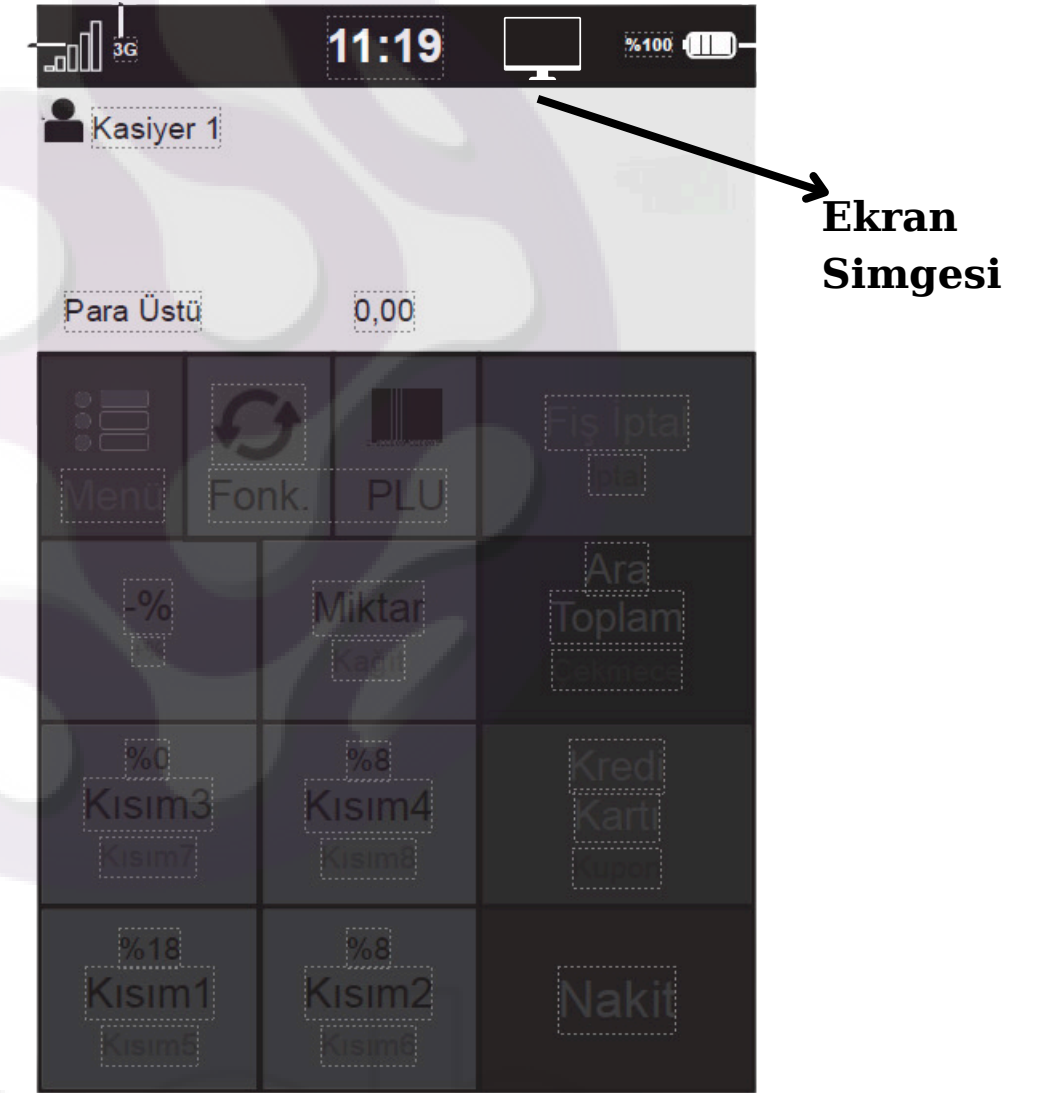 3G 11:19 %100
Kasiyer 1
Ekran
Simgesi
Para Üstü 0,00
Menü Fonk. PLU Fiş İptal
İptal
-% Miktar Ara
Toplam
Kağıt Çekmece
%0 %8 Kredi
Kısım3 Kısım4 Kartı
Kısım7 Kısım8 Kupon
%18 %8
Kısım1 Kısım2 Nakit
Kısım5 Kısım6